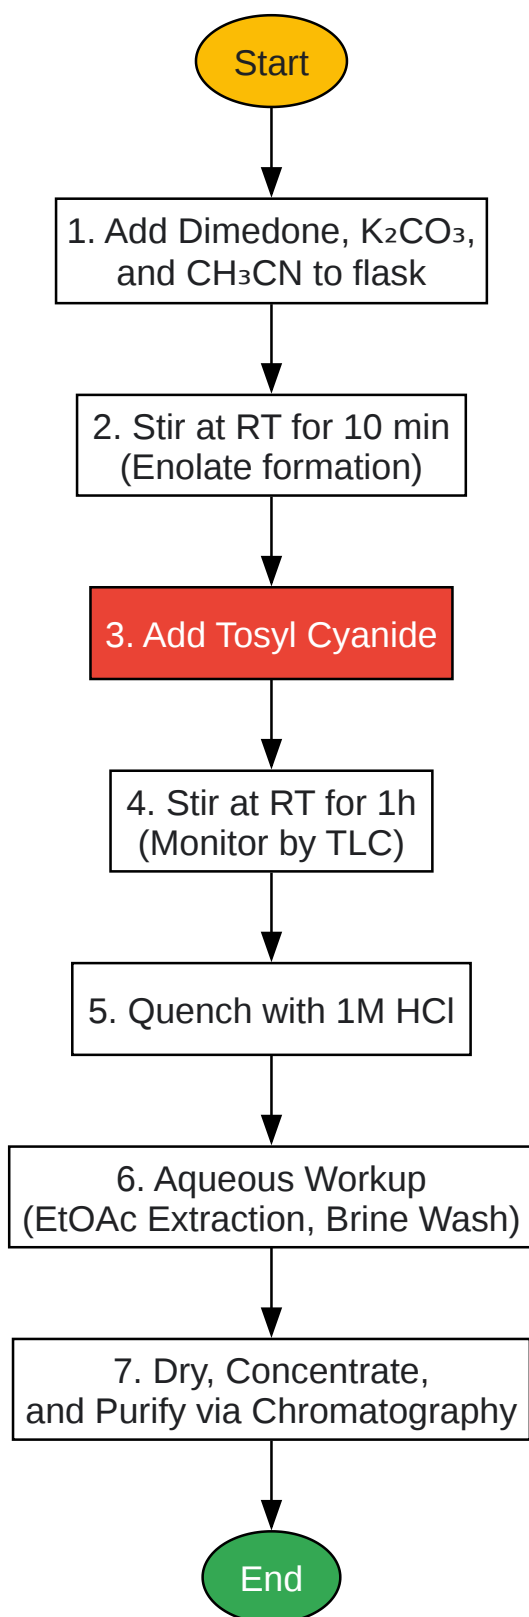 Start
1. Add Dimedone, K₂CO₃,
and CH₃CN to flask
2. Stir at RT for 10 min
(Enolate formation)
3. Add Tosyl Cyanide
4. Stir at RT for 1h
(Monitor by TLC)
5. Quench with 1M HCl
6. Aqueous Workup
(EtOAc Extraction, Brine Wash)
7. Dry, Concentrate,
and Purify via Chromatography
End